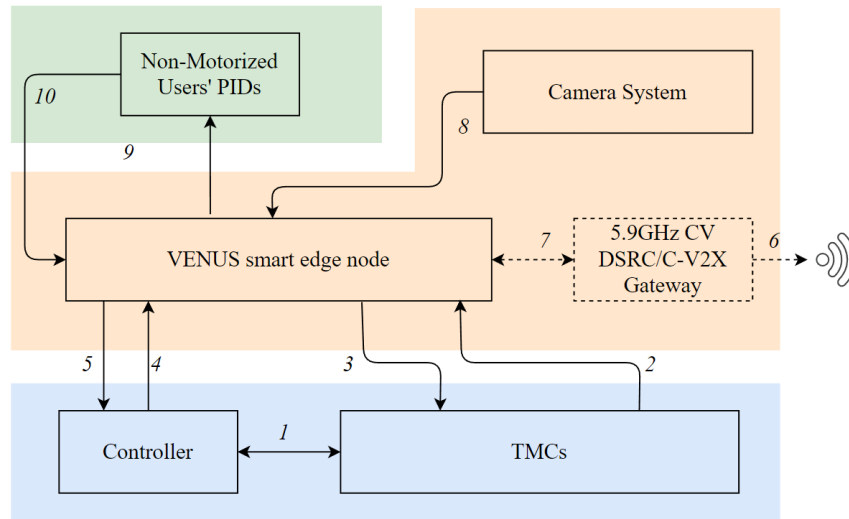 Non-Motorized
Users' PIDs
Camera System
10
8
9
VENUS smart edge node
7
5.9GHz CV
DSRC/C-V2X
Gateway
6
5
4
3
2
Controller
1
TMCs